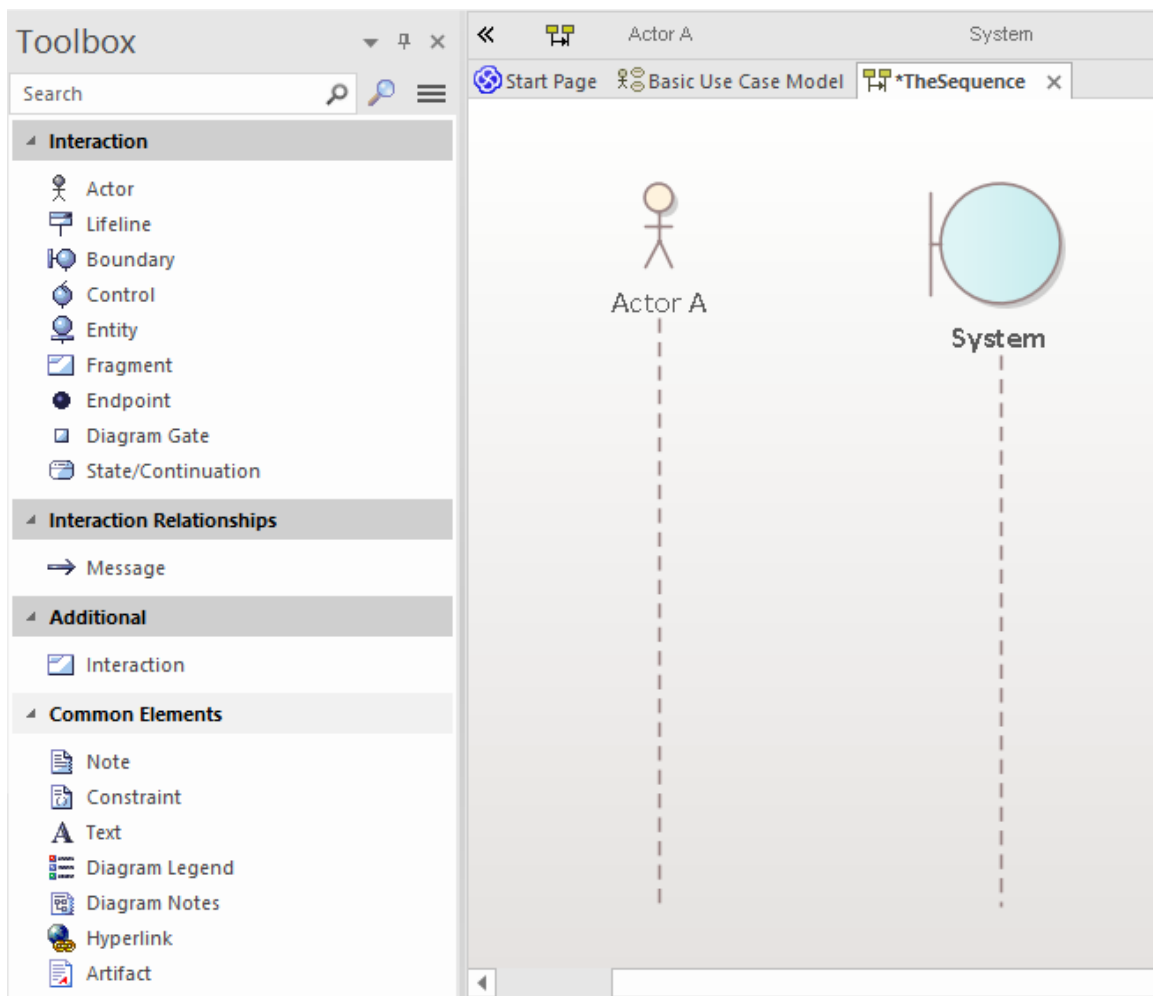 Toolbox
Search
Interaction
Actor
Lifeline
Boundary
Control
Entity
Fragment
Endpoint
Diagram Gate
State/Continuation
Interaction Relationships
Message
Additional
Interaction
Common Elements
Note
Constraint
Text
Diagram Legend
Diagram Notes
Hyperlink
Artifact
Actor A System
Start Page Basic Use Case Model *TheSequence
Actor A
System